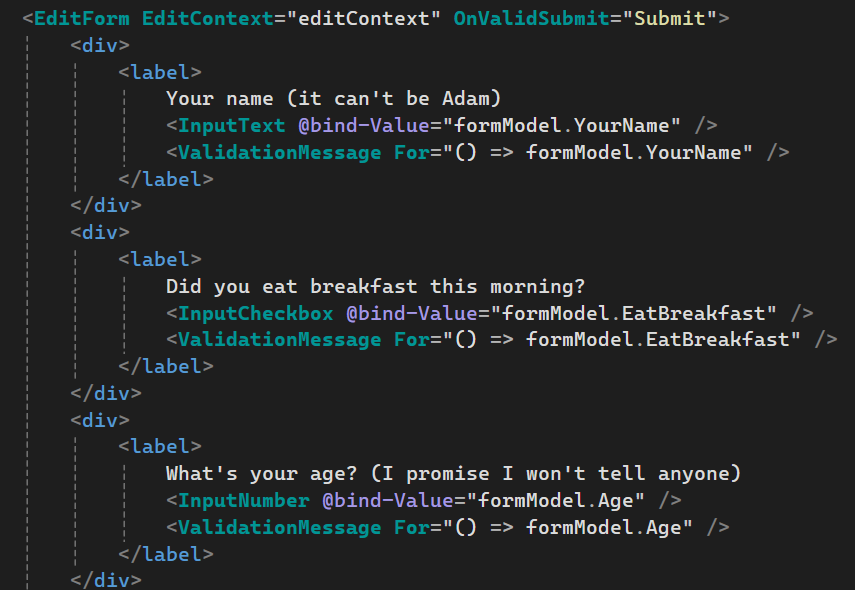 <EditForm EditContext="editContext" OnValidSubmit="Submit">
<div>
<label>
Your name (it can't be Adam)
<InputText @bind-Value="formModel.YourName" />
<ValidationMessage For="() => formModel.YourName" />
</label>
</div>
<div>
<label>
Did you eat breakfast this morning?
<InputCheckbox @bind-Value="formModel.EatBreakfast" />
<ValidationMessage For="() => formModel.EatBreakfast" />
</label>
</div>
<div>
<label>
What's your age? (I promise I won't tell anyone)
<InputNumber @bind-Value="formModel.Age" />
<ValidationMessage For="() => formModel.Age" />
</label>
</div>